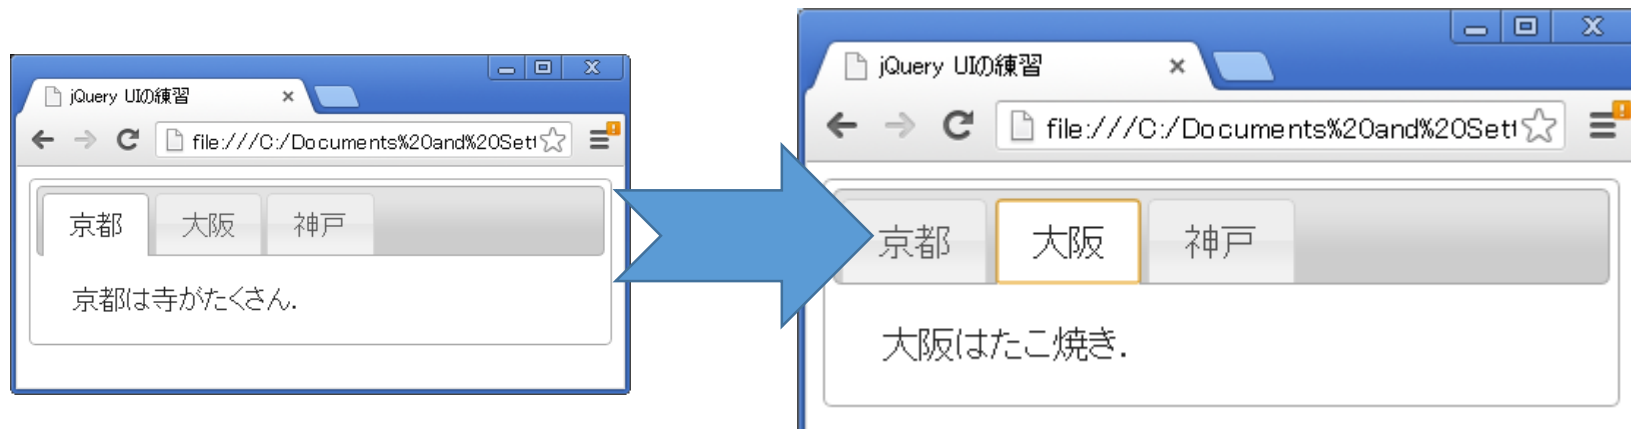 jQuery UIの練習
file:///C:/Documents%20and%20Sett
京都 大阪 神戸
京都は寺がたくさん.
jQuery UIの練習
file:///C:/Documents%20and%20Sett
京都 大阪 神戸
大阪はたこ焼き.